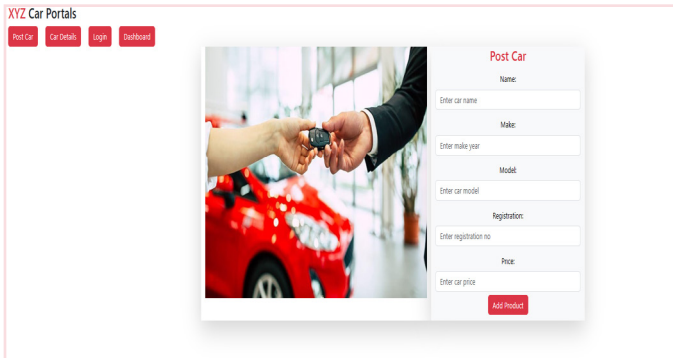 XYZ Car Portals
Post Car Car Details Login Dashboard
Post Car
Name:
Enter car name
Make:
Enter make year
Model:
Enter car model
Registration:
Enter registration no
Price:
Enter car price
Add Product